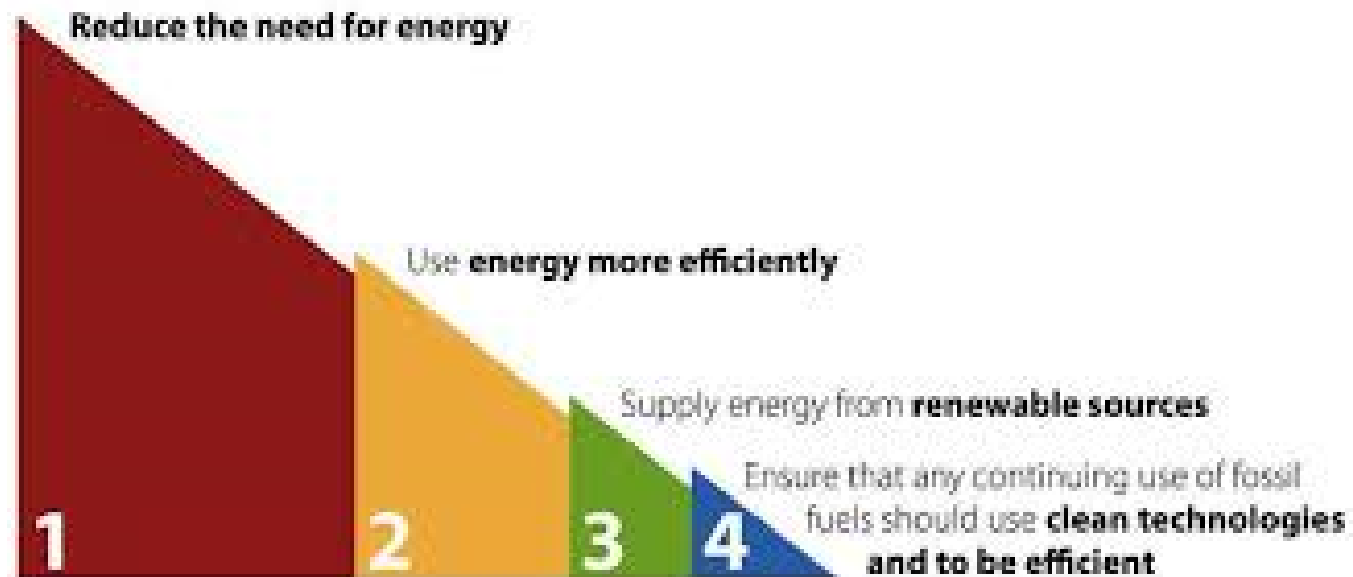 Reduce the need for energy
Use energy more efficiently
Supply energy from renewable sources
Ensure that any continuing use of fossil
fuels should use clean technologies
and to be efficient
1 2 3 4